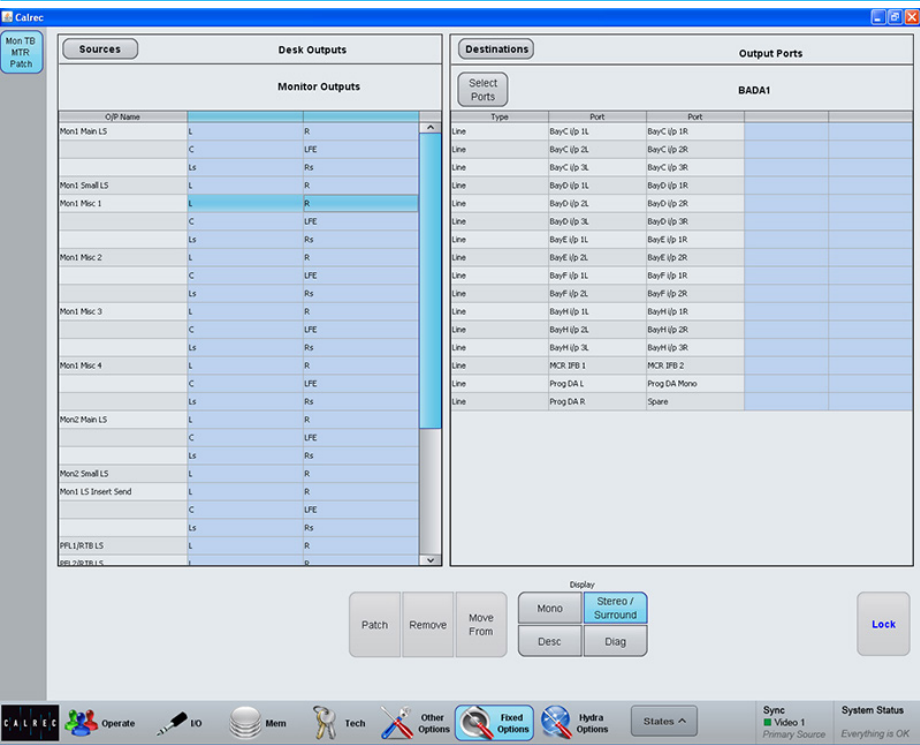 Calrec
Mon TB
MTR
Patch
Sources
Desk Outputs
Monitor Outputs
O/P Name
Mon1 Main LS L R
C LFE
Ls Rs
Mon1 Small LS L R
Mon1 Misc 1 L R
C LFE
Ls Rs
Mon1 Misc 2 L R
C LFE
Ls Rs
Mon1 Misc 3 L R
C LFE
Ls Rs
Mon1 Misc 4 L R
C LFE
Ls Rs
Mon2 Main LS L R
C LFE
Ls Rs
Mon2 Small LS L R
Mon1 LS Insert Send L R
C LFE
Ls Rs
PFL1/RTB LS L R
PFL2/RTB LS L R
Destinations
Output Ports
Select
Ports
BADA1
Type Port Port
Line BayC i/p 1L BayC i/p 1R
Line BayC i/p 2L BayC i/p 2R
Line BayC i/p 3L BayC i/p 3R
Line BayD i/p 1L BayD i/p 1R
Line BayD i/p 2L BayD i/p 2R
Line BayD i/p 3L BayD i/p 3R
Line BayE i/p 1L BayE i/p 1R
Line BayE i/p 2L BayE i/p 2R
Line BayF i/p 1L BayF i/p 1R
Line BayF i/p 2L BayF i/p 2R
Line BayH i/p 1L BayH i/p 1R
Line BayH i/p 2L BayH i/p 2R
Line BayH i/p 3L BayH i/p 3R
Line MCR IFB 1 MCR IFB 2
Line Prog DA L Prog DA Mono
Line Prog DA R Spare
Patch
Remove
Move
From
Display
Mono
Stereo /
Surround
Desc
Diag
Lock
CALREC
Operate
I/O
Mem
Tech
Other
Options
Fixed
Options
Hydra
Options
States
Sync
Video 1
Primary Source
System Status
Everything is OK